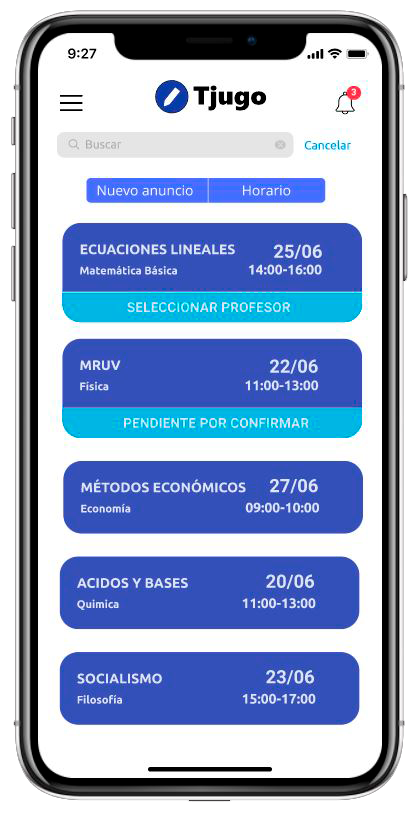 9:27
Tjugo
3
Buscar
Cancelar
Nuevo anuncio
Horario
ECUACIONES LINEALES 25/06
Matemática Básica 14:00-16:00
SELECCIONAR PROFESOR
MRUV 22/06
Física 11:00-13:00
PENDIENTE POR CONFIRMAR
MÉTODOS ECONÓMICOS 27/06
Economía 09:00-10:00
ACIDOS Y BASES 20/06
Quimica 11:00-13:00
SOCIALISMO 23/06
Filosofía 15:00-17:00